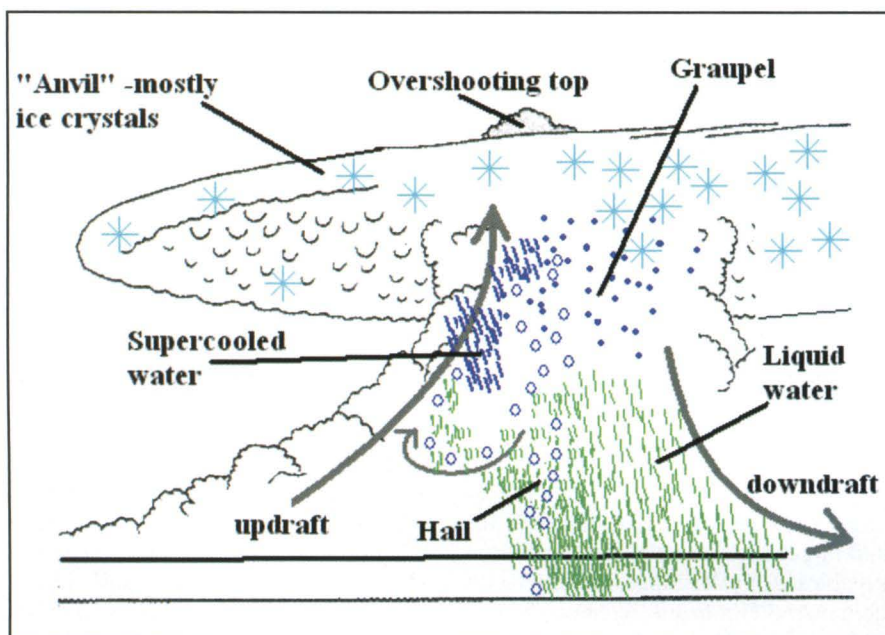 "Anvil" -mostly
ice crystals
Overshooting top
Graupel
Supercooled
water
Liquid
water
updraft
Hail
downdraft